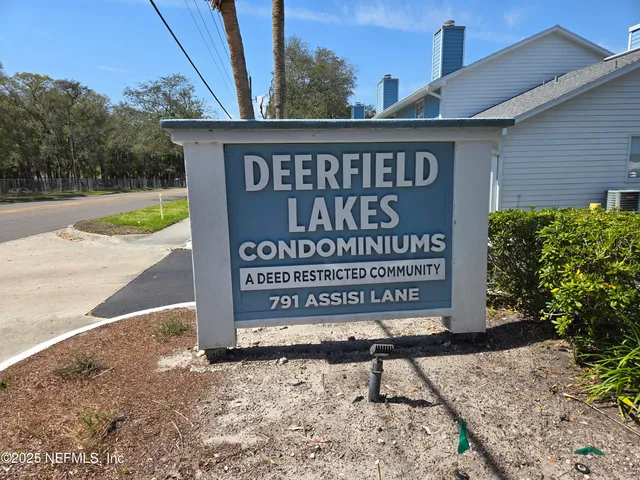 DEERFIELD
LAKES
CONDOMINIUMS
A DEED RESTRICTED COMMUNITY
791 ASSISI LANE
©2025 NEFMLS, Inc